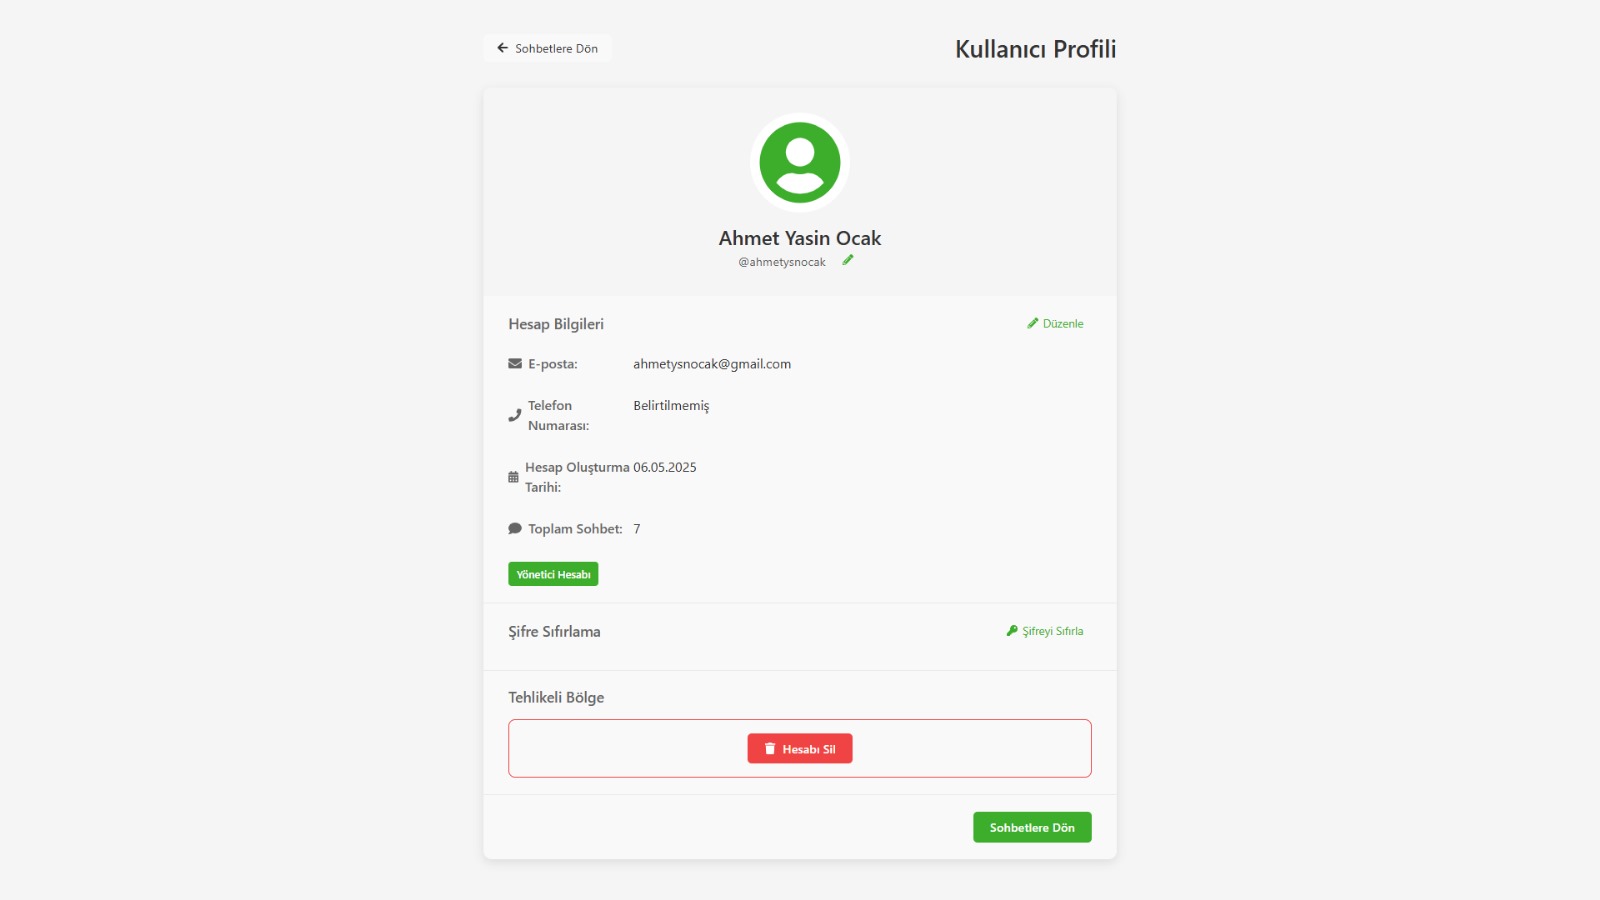 Sohbetlere Dön
Kullanıcı Profili
Ahmet Yasin Ocak
@ahmetysnocak
Hesap Bilgileri
Düzenle
E-posta: ahmetysnocak@gmail.com
Telefon Belirtilmemiş
Numarası:
Hesap Oluşturma 06.05.2025
Tarihi:
Toplam Sohbet: 7
Yönetici Hesabı
Şifre Sıfırlama
Şifreyi Sıfırla
Tehlikeli Bölge
Hesabı Sil
Sohbetlere Dön